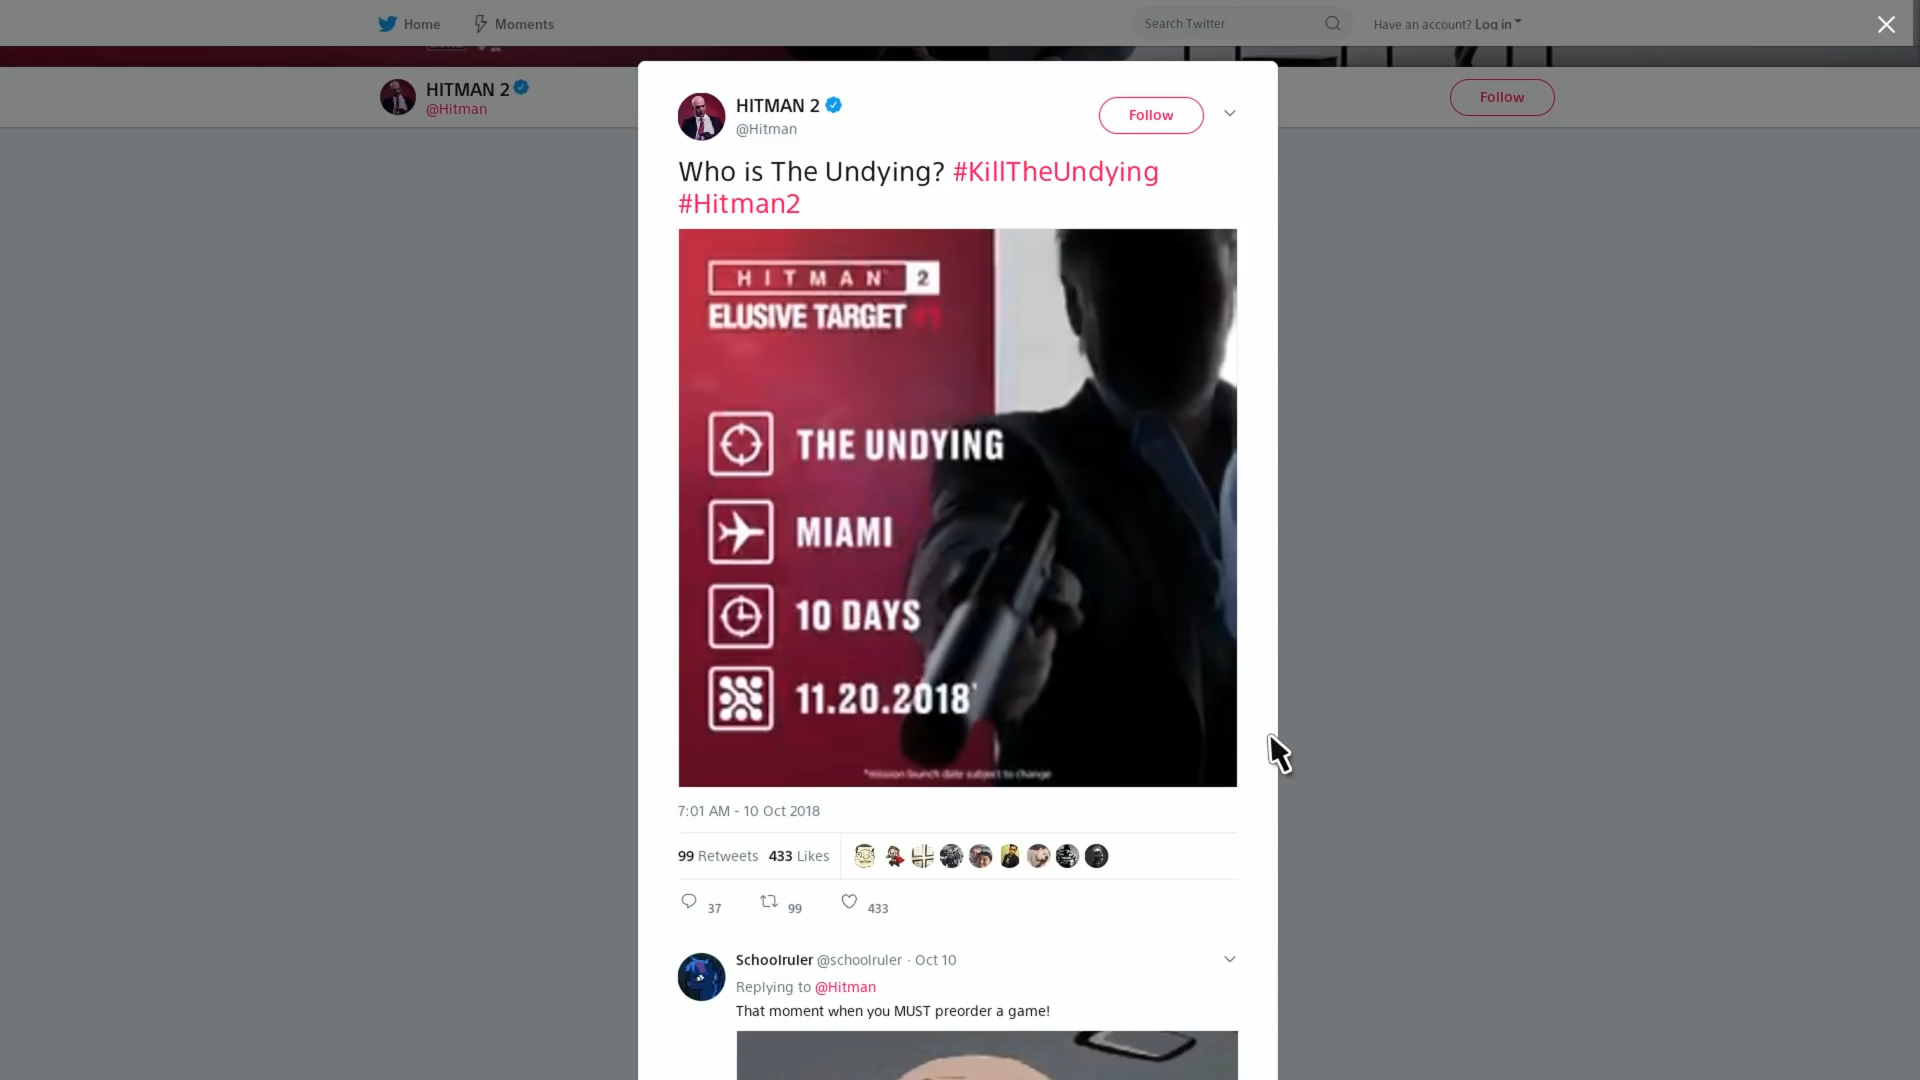 Home
Moments
Search Twitter
Have an account? Log in
HITMAN 2
@Hitman
Follow
HITMAN 2
@Hitman
Follow
Who is The Undying? #KillTheUndying
#Hitman2
HITMAN 2
ELUSIVE TARGET #1
THE UNDYING
MIAMI
10 DAYS
11.20.2018*
*mission launch date subject to change
7:01 AM - 10 Oct 2018
99 Retweets 433 Likes
37 99 433
Schoolruler @schoolruler · Oct 10
Replying to @Hitman
That moment when you MUST preorder a game!